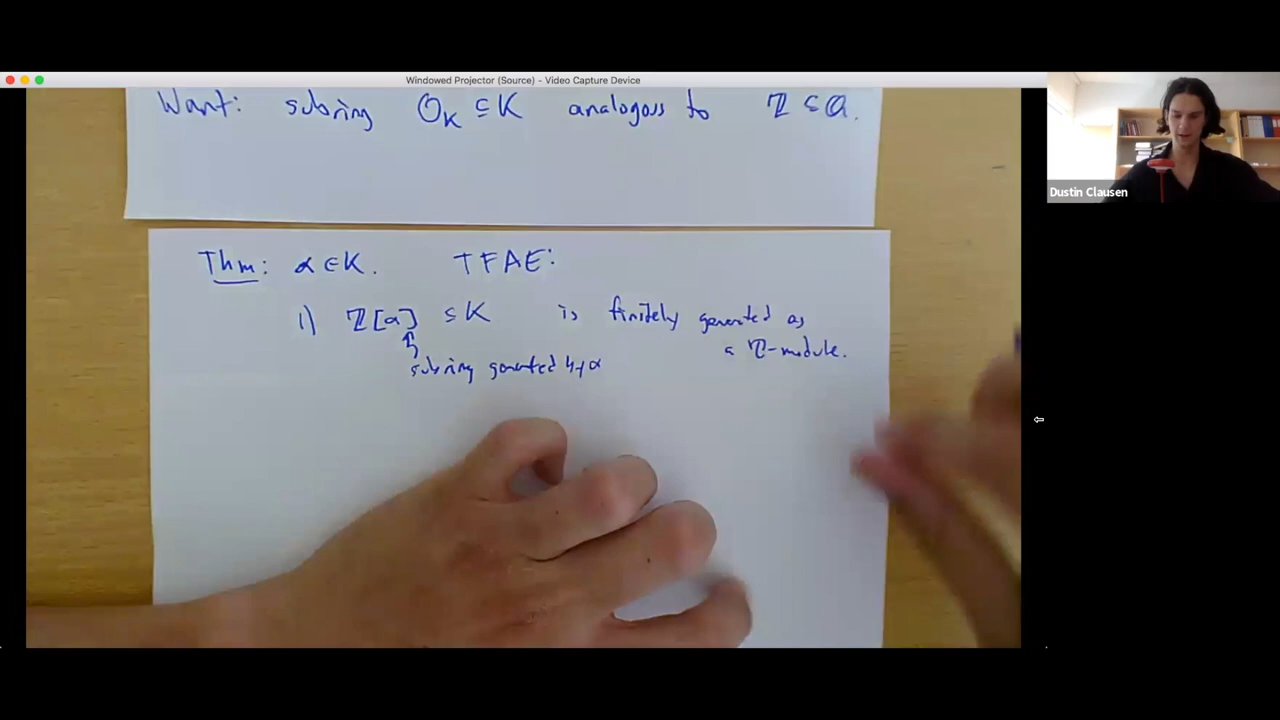 Windowed Projector (Source) - Video Capture Device
Want: subring 𝒪_K ⊆ K analogous to ℤ ⊆ ℚ.
Dustin Clausen
Thm: α ∈ K. TFAE:
1) ℤ[α] ⊆ K is finitely generated as
a ℤ-module.
subring generated by α